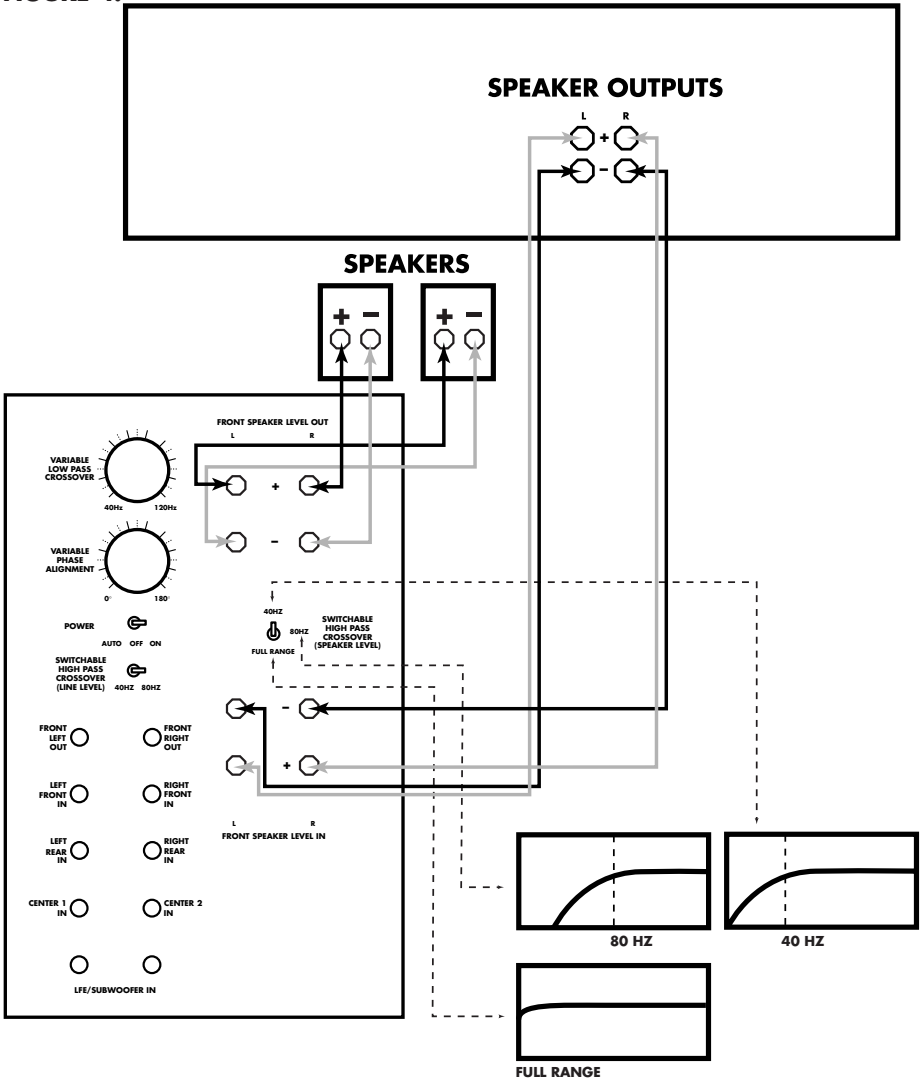 SPEAKER OUTPUTS
L R
+
–
SPEAKERS
+ – + –
FRONT SPEAKER LEVEL OUT
L R
VARIABLE
LOW PASS
CROSSOVER
40Hz 120Hz
+
–
VARIABLE
PHASE
ALIGNMENT
0° 180°
POWER
AUTO OFF ON
SWITCHABLE
HIGH PASS
CROSSOVER
(LINE LEVEL)
40HZ 80HZ
40HZ
80HZ
FULL RANGE
SWITCHABLE
HIGH PASS
CROSSOVER
(SPEAKER LEVEL)
–
+
L R
FRONT SPEAKER LEVEL IN
FRONT
LEFT
OUT
FRONT
RIGHT
OUT
LEFT
FRONT
IN
RIGHT
FRONT
IN
LEFT
REAR
IN
RIGHT
REAR
IN
CENTER 1
IN
CENTER 2
IN
LFE/SUBWOOFER IN
80 HZ
40 HZ
FULL RANGE